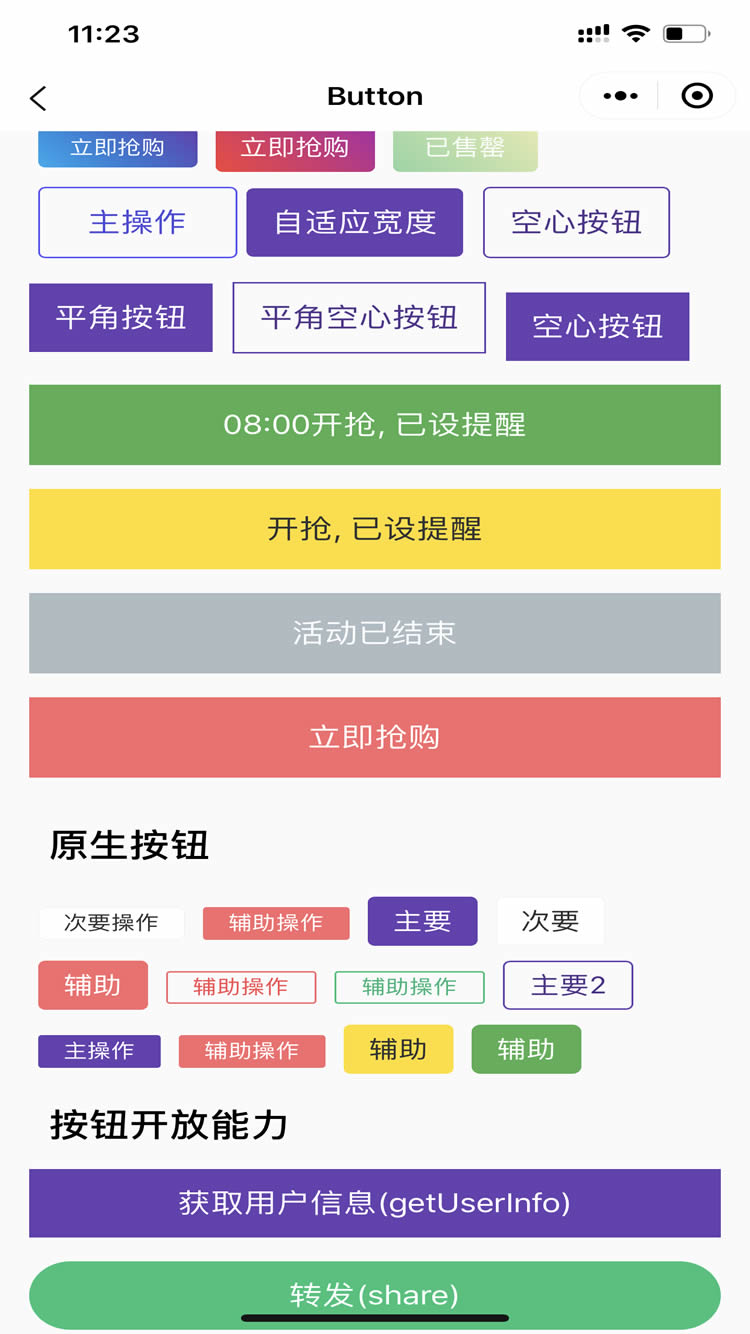 11:23
Button
立即抢购 立即抢购 已售罄
主操作 自适应宽度 空心按钮
平角按钮 平角空心按钮 空心按钮
08:00开抢, 已设提醒
开抢, 已设提醒
活动已结束
立即抢购
原生按钮
次要操作 辅助操作 主要 次要
辅助 辅助操作 辅助操作 主要2
主操作 辅助操作 辅助 辅助
按钮开放能力
获取用户信息(getUserInfo)
转发(share)